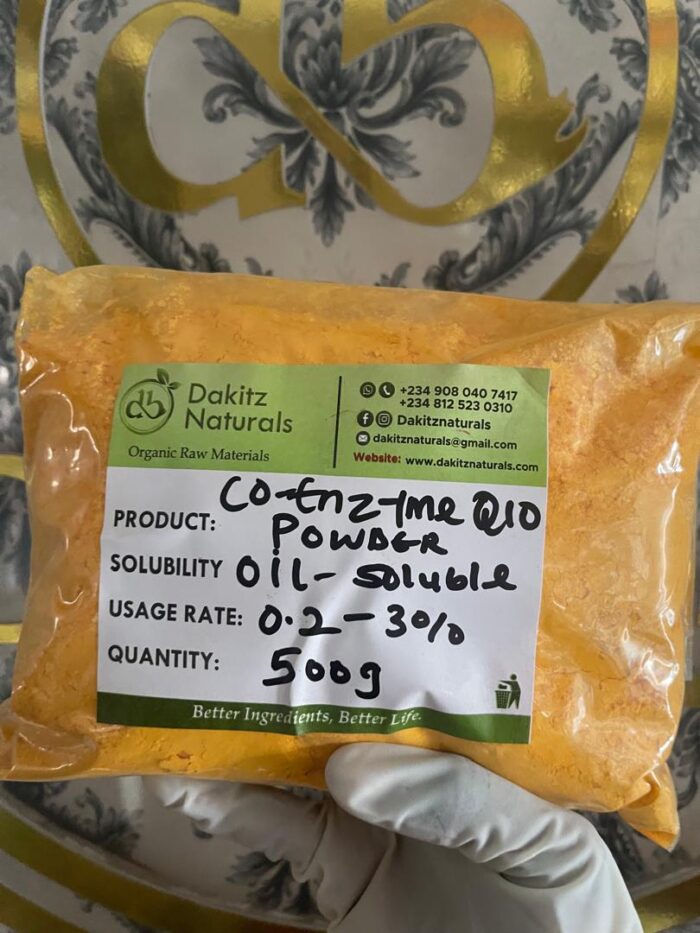 db
Dakitz
Naturals
Organic Raw Materials
+234 908 040 7417
+234 812 523 0310
Dakitznaturals
dakitznaturals@gmail.com
Website: www.dakitznaturals.com
PRODUCT: CO-Enzyme Q10
POWDER
SOLUBILITY OIL-soluble
USAGE RATE: 0.2-3%
QUANTITY: 500g
Better Ingredients, Better Life.